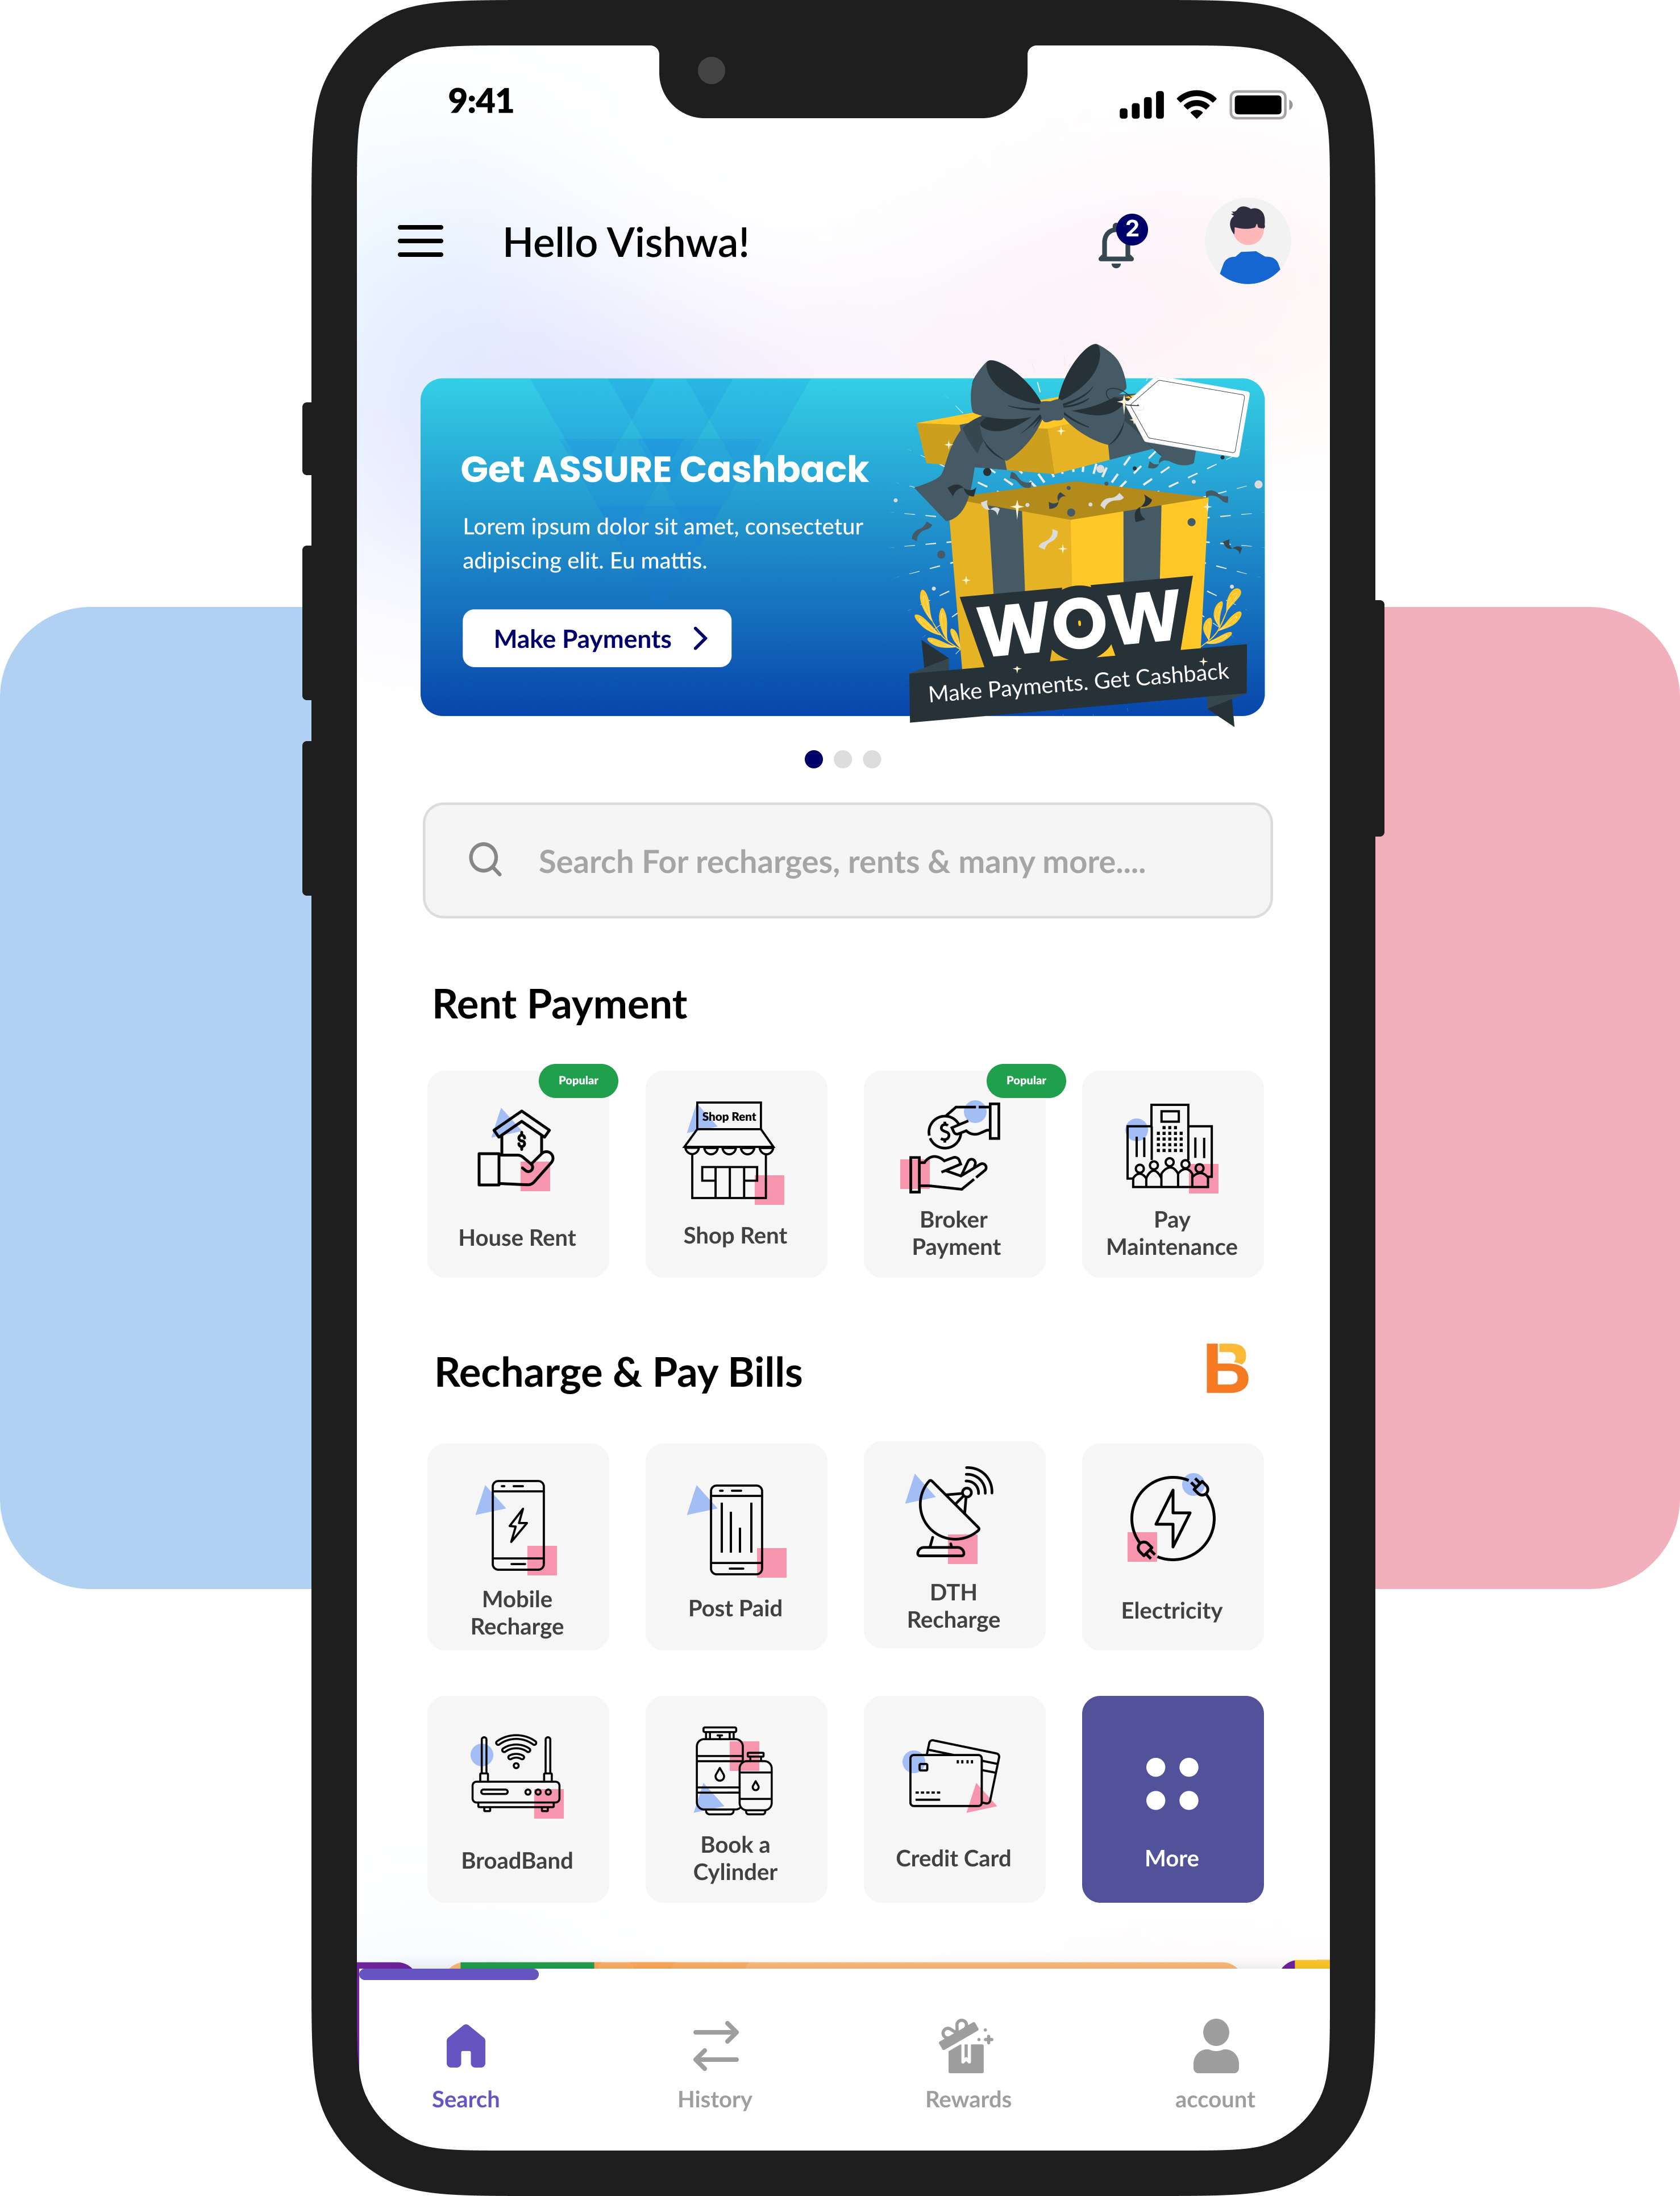 9:41
Hello Vishwa!
2
Get ASSURE Cashback
Lorem ipsum dolor sit amet, consectetur
adipiscing elit. Eu mattis.
Make Payments
WOW
Make Payments. Get Cashback
Search For recharges, rents & many more....
Rent Payment
Popular
Popular
$
Shop Rent
$
House Rent
Shop Rent
Broker
Payment
Pay
Maintenance
Recharge & Pay Bills
B
Mobile
Recharge
Post Paid
DTH
Recharge
Electricity
BroadBand
Book a
Cylinder
Credit Card
More
Search
History
Rewards
account